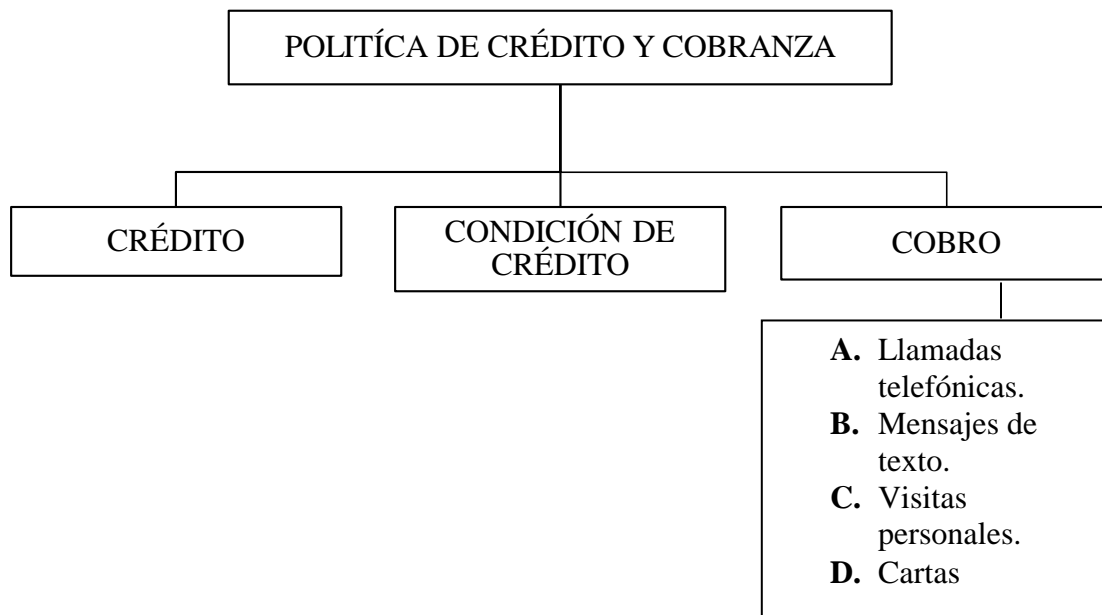 POLITÍCA DE CRÉDITO Y COBRANZA
CRÉDITO
CONDICIÓN DE
CRÉDITO
COBRO
A. Llamadas
telefónicas.
B. Mensajes de
texto.
C. Visitas
personales.
D. Cartas